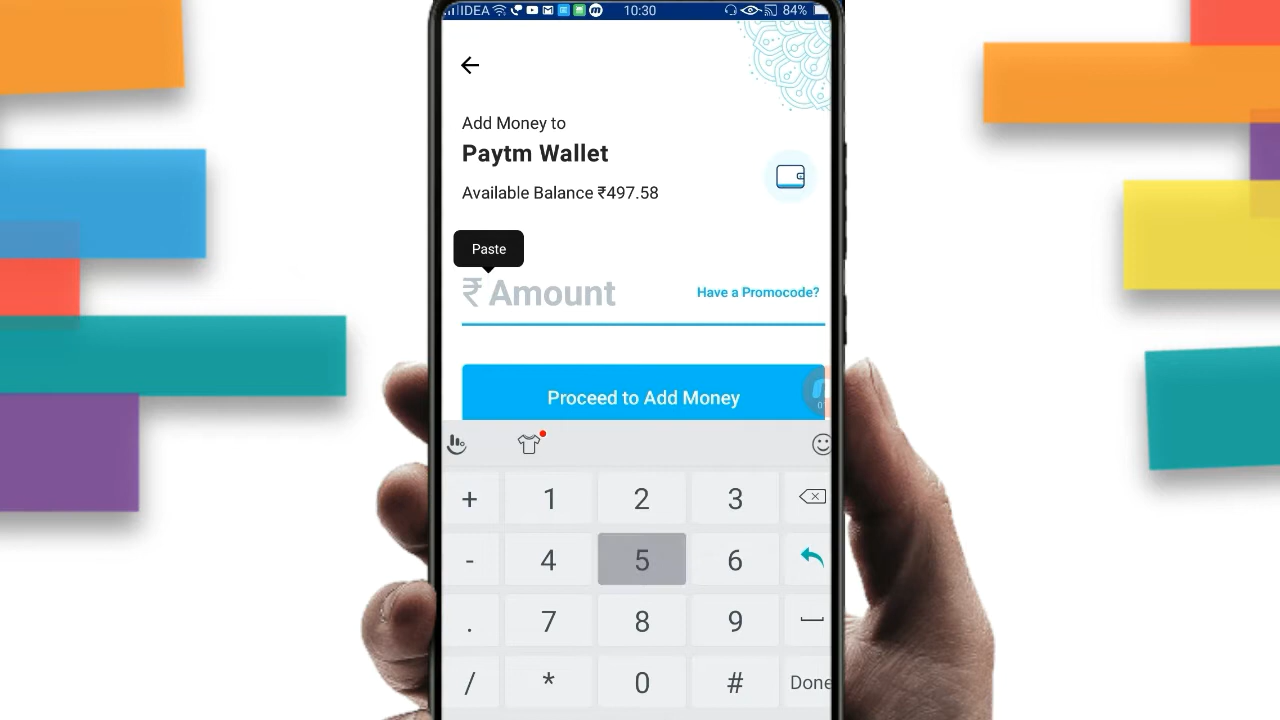 IDEA 10:30 84%
Add Money to
Paytm Wallet
Available Balance ₹497.58
Paste
₹ Amount Have a Promocode?
Proceed to Add Money
+ 1 2 3
- 4 5 6
. 7 8 9
/ * 0 # Done